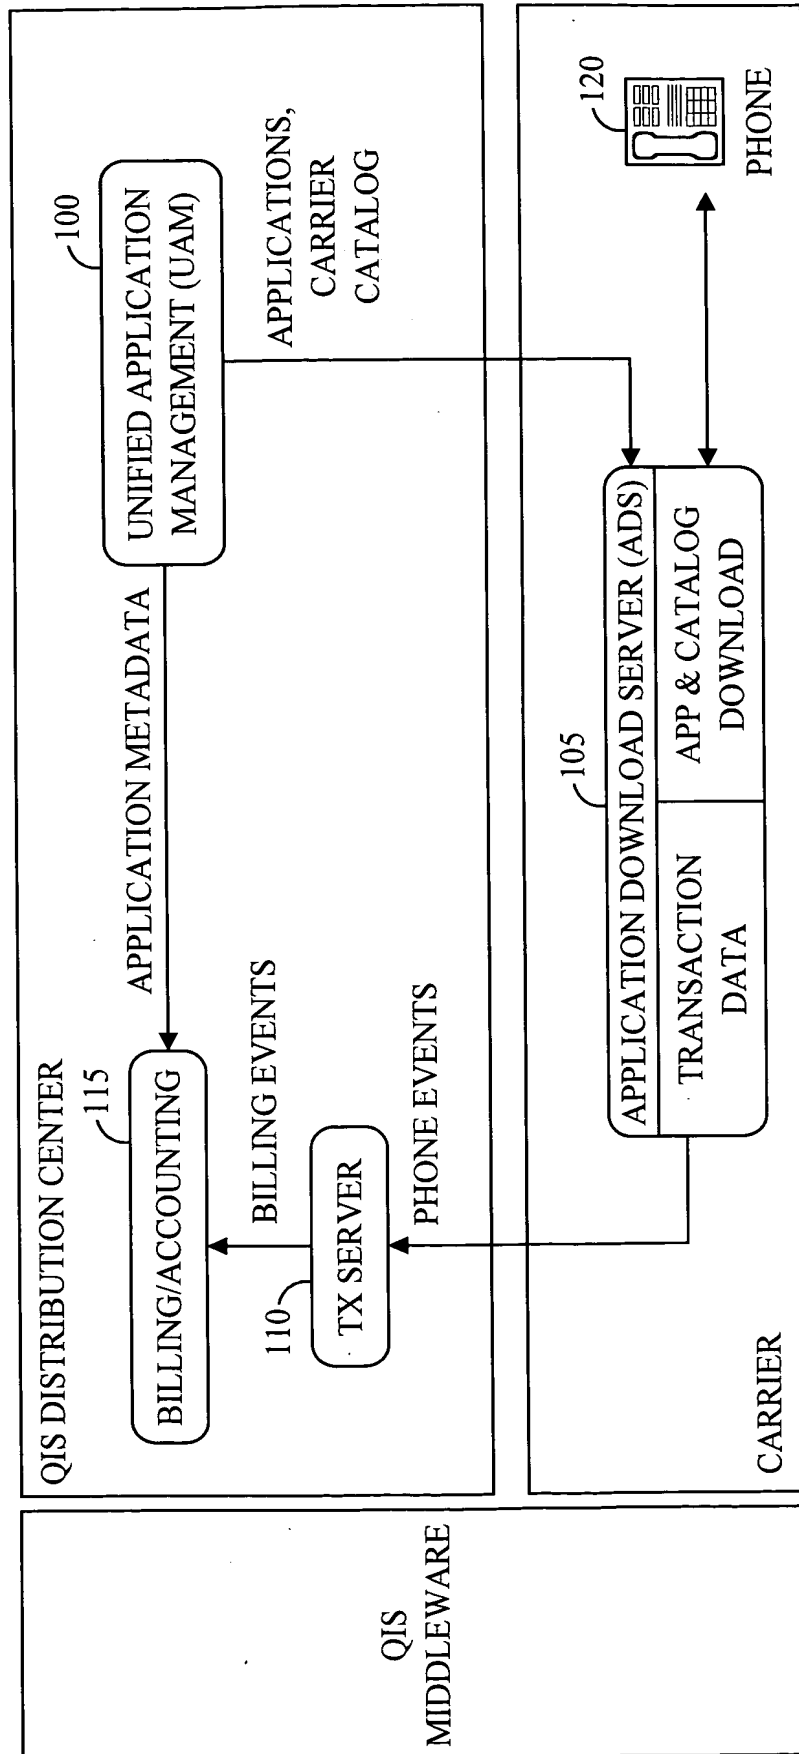 QIS
MIDDLEWARE
QIS DISTRIBUTION CENTER
115
BILLING/ACCOUNTING
APPLICATION METADATA
100
UNIFIED APPLICATION
MANAGEMENT (UAM)
BILLING EVENTS
APPLICATIONS,
CARRIER
CATALOG
110
TX SERVER
PHONE EVENTS
105
APPLICATION DOWNLOAD SERVER (ADS)
TRANSACTION
DATA
APP & CATALOG
DOWNLOAD
120
PHONE
CARRIER